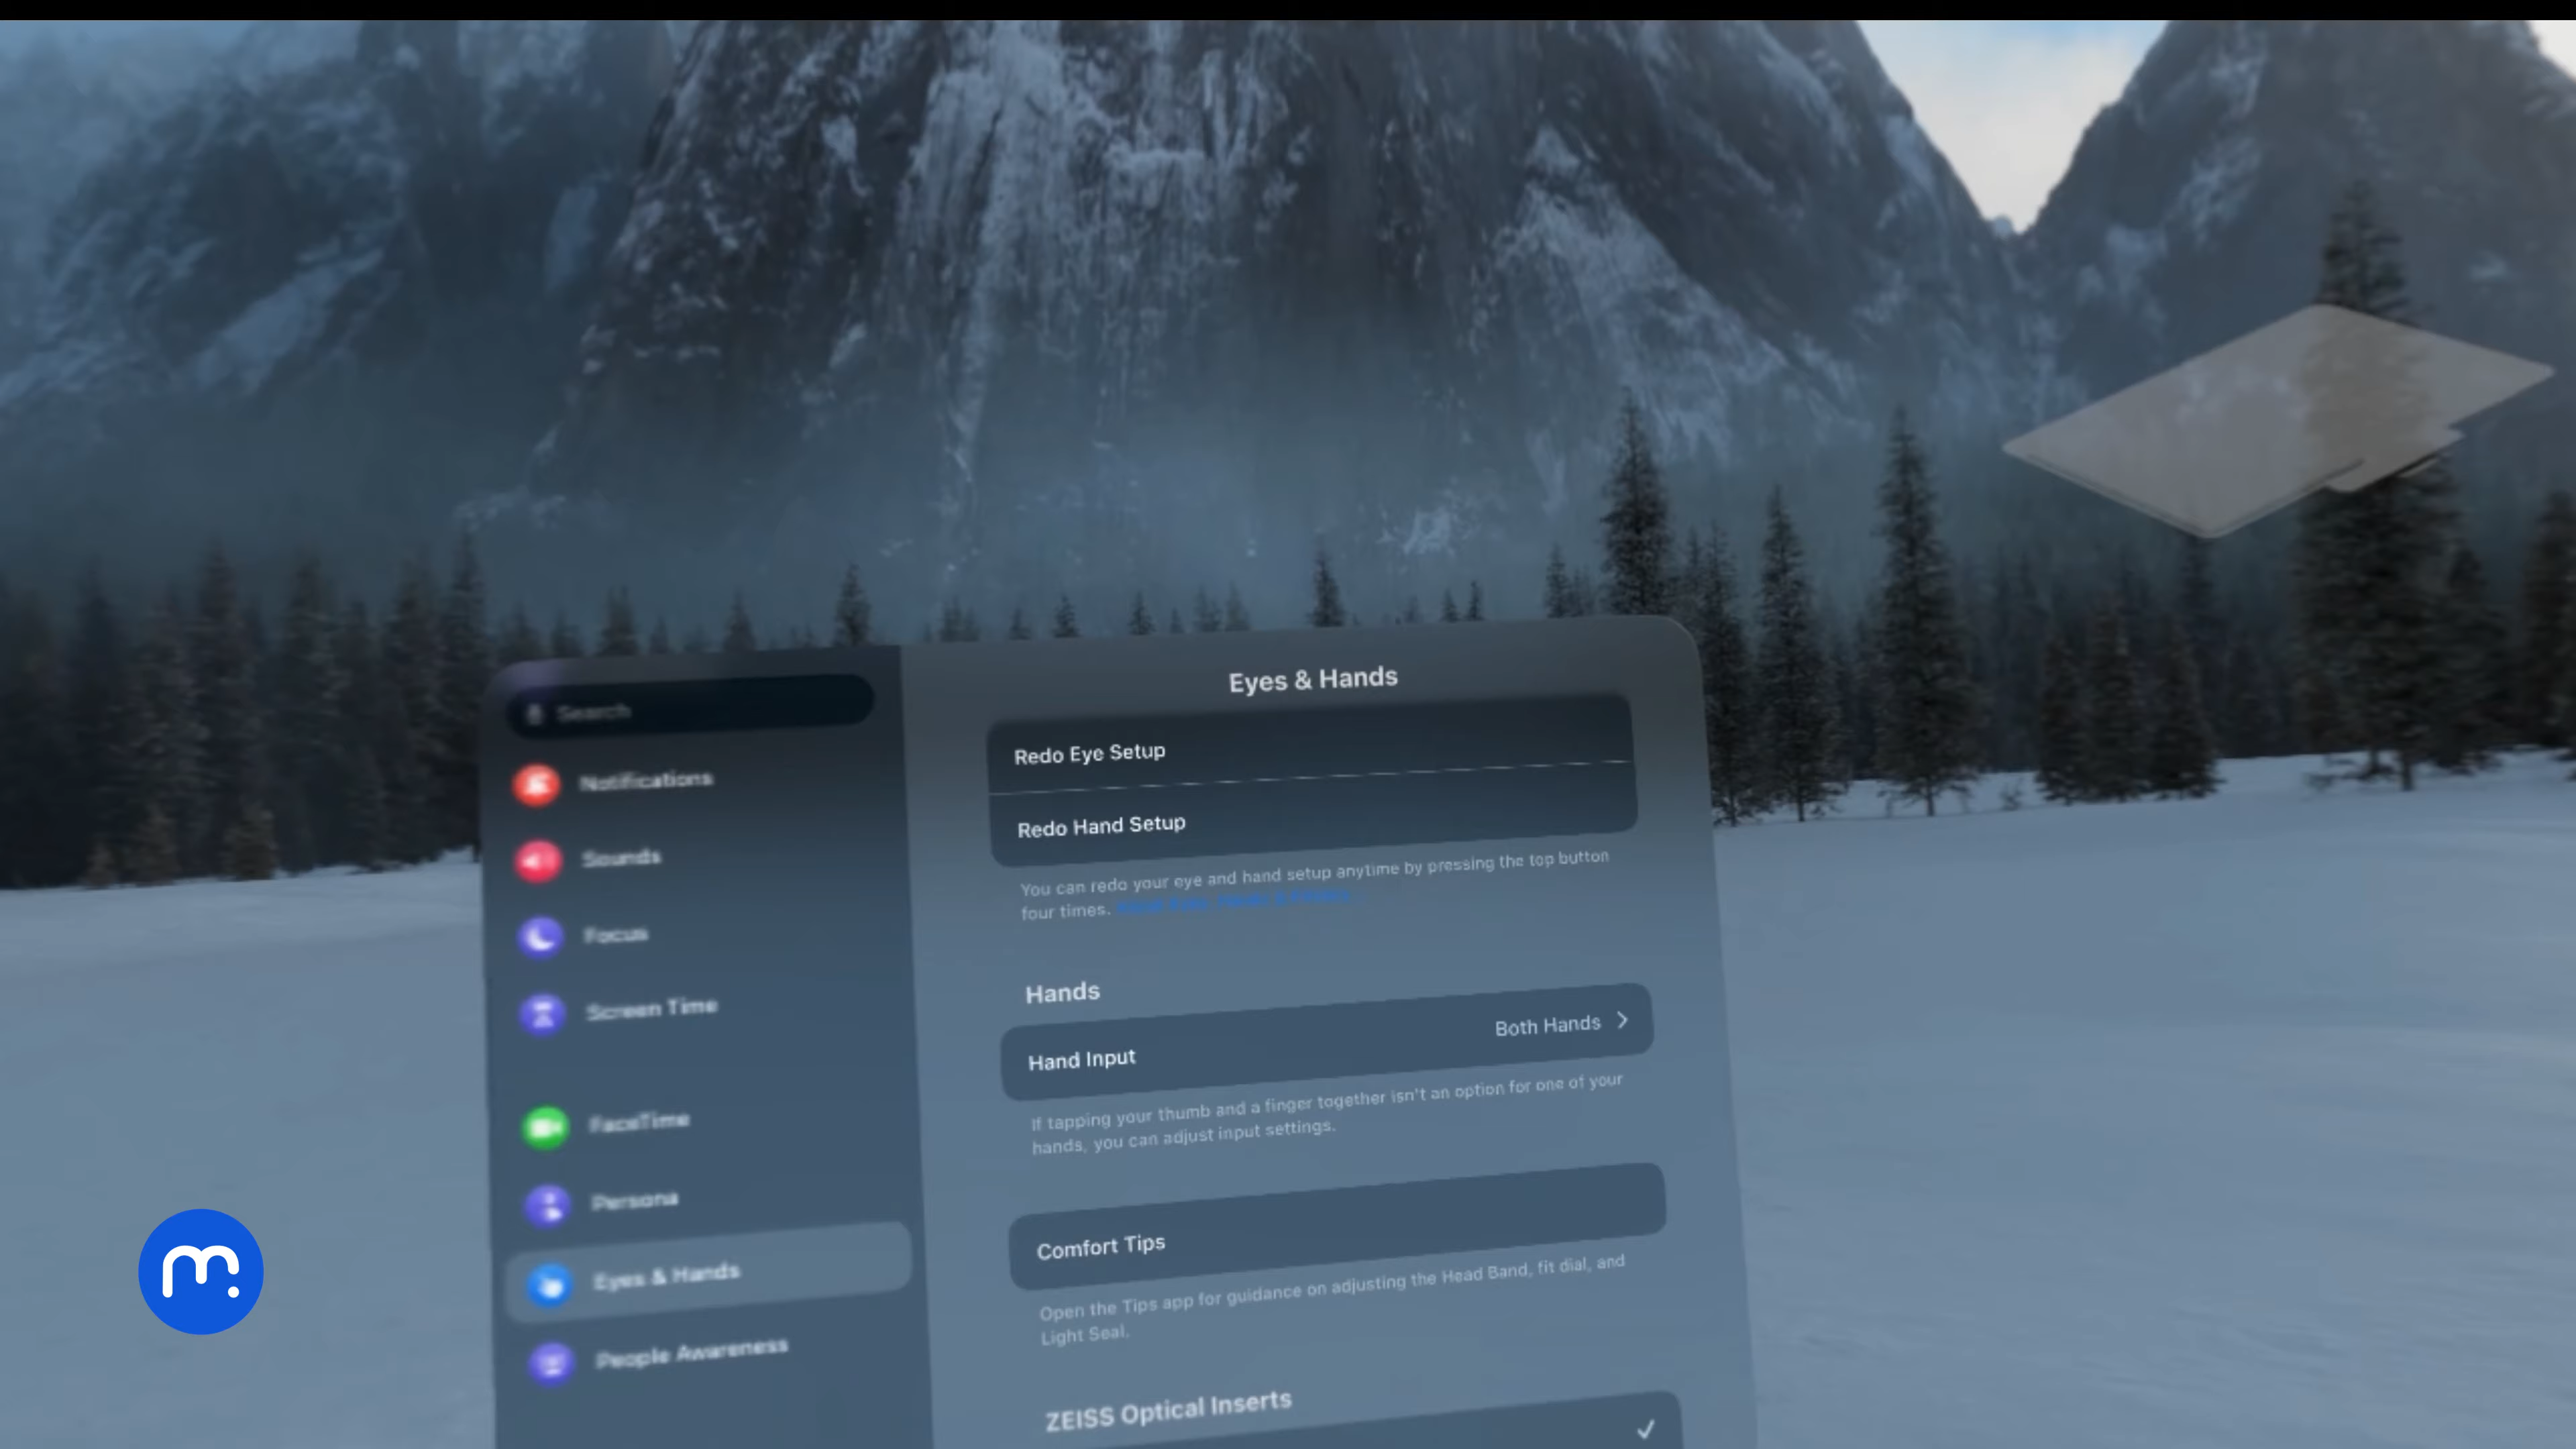 Search
Notifications
Sounds
Focus
Screen Time
FaceTime
Persona
Eyes & Hands
People Awareness
Eyes & Hands
Redo Eye Setup
Redo Hand Setup
You can redo your eye and hand setup anytime by pressing the top button
four times.
Hands
Hand Input
Both Hands
If tapping your thumb and a finger together isn't an option for one of your
hands, you can adjust input settings.
Comfort Tips
Open the Tips app for guidance on adjusting the Head Band, fit dial, and
Light Seal.
ZEISS Optical Inserts
m.